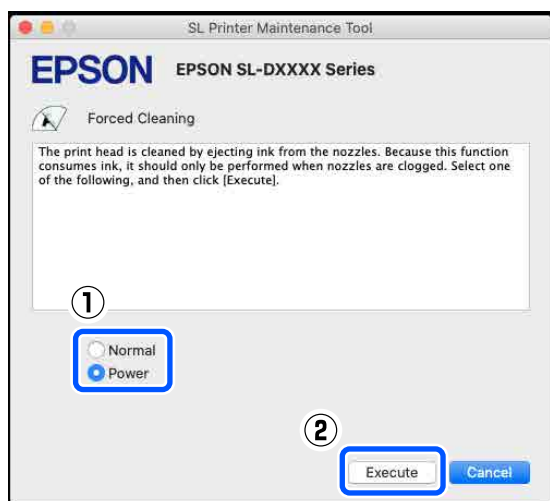 SL Printer Maintenance Tool
EPSON EPSON SL-DXXXX Series
Forced Cleaning
The print head is cleaned by ejecting ink from the nozzles. Because this function
consumes ink, it should only be performed when nozzles are clogged. Select one
of the following, and then click [Execute].
①
Normal
Power
②
Execute Cancel